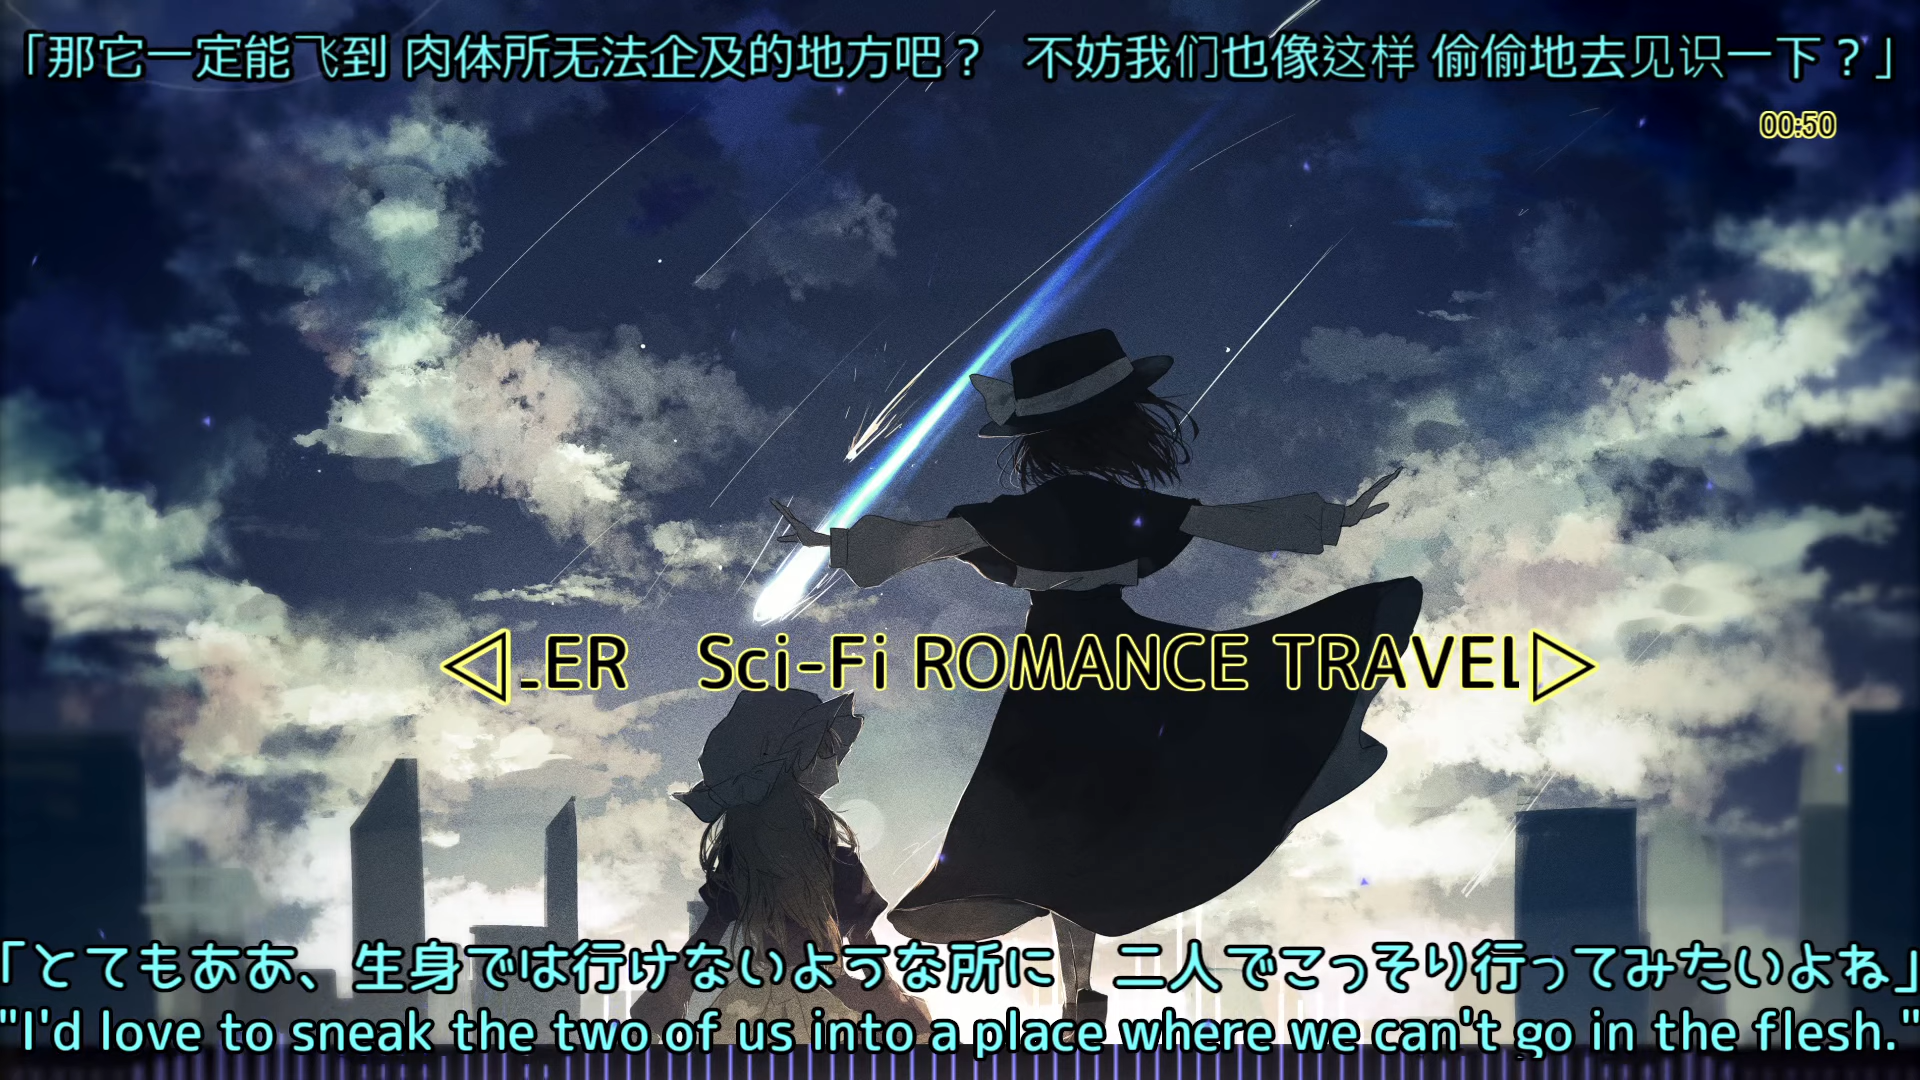 「那它一定能飞到 肉体所无法企及的地方吧？　不妨我们也像这样 偷偷地去见识一下？」
00:50
LER　Sci-Fi ROMANCE TRAVEL
「とてもああ、生身では行けないような所に　二人でこっそり行ってみたいよね」
"I'd love to sneak the two of us into a place where we can't go in the flesh."